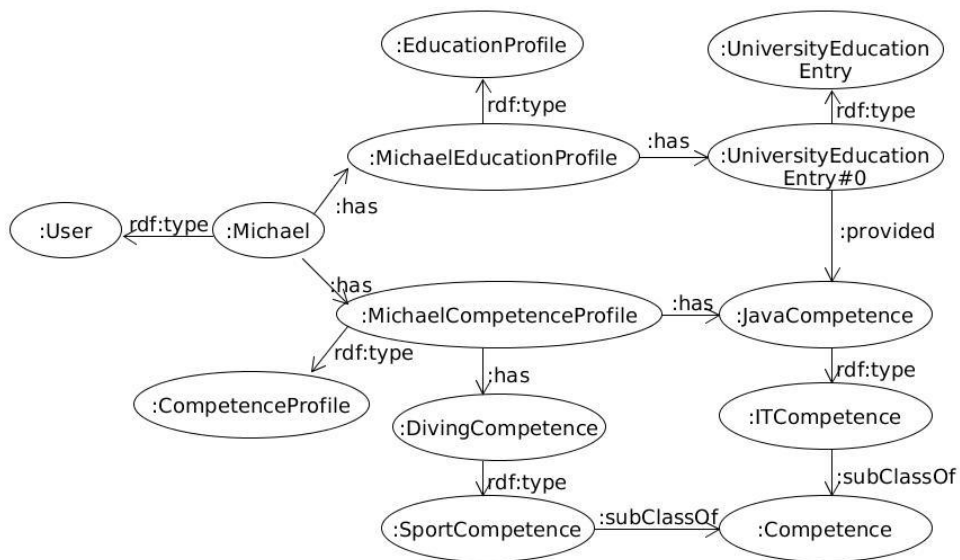 :EducationProfile
:UniversityEducation
Entry
rdf:type
rdf:type
:MichaelEducationProfile
:has
:UniversityEducation
Entry#0
:has
:User
rdf:type
:Michael
:provided
:has
:MichaelCompetenceProfile
:has
:JavaCompetence
rdf:type
:has
rdf:type
:CompetenceProfile
:DivingCompetence
:ITCompetence
rdf:type
:subClassOf
:SportCompetence
:subClassOf
:Competence